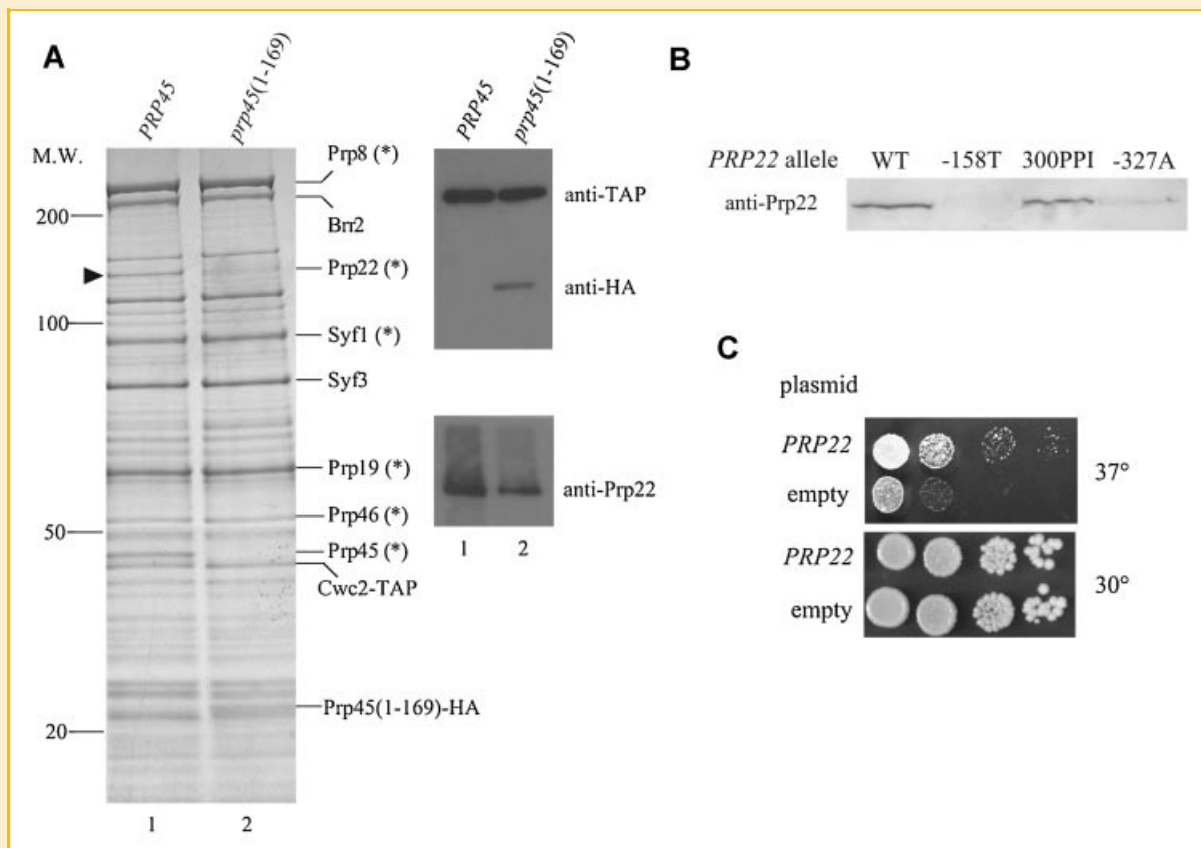 A
PRP45
prp45(1-169)
M.W.
200
100
50
20
Prp8 (*)
Brr2
Prp22 (*)
Syf1 (*)
Syf3
Prp19 (*)
Prp46 (*)
Prp45 (*)
Cwc2-TAP
Prp45(1-169)-HA
1 2
PRP45
prp45(1-169)
anti-TAP
anti-HA
anti-Prp22
1 2
B
PRP22 allele WT -158T 300PPI -327A
anti-Prp22
C
plasmid
PRP22
empty
37°
PRP22
empty
30°